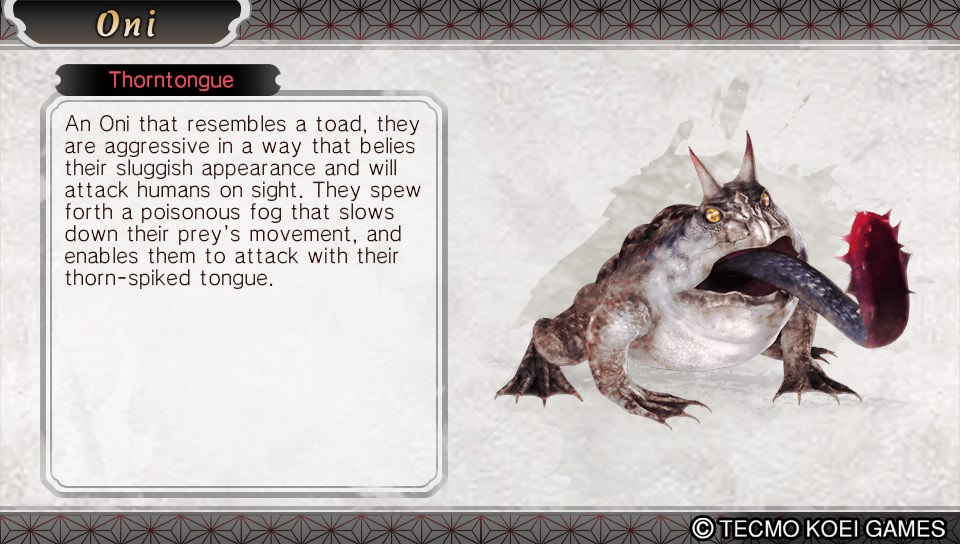 Oni
Thorntongue
An Oni that resembles a toad, they
are aggressive in a way that belies
their sluggish appearance and will
attack humans on sight. They spew
forth a poisonous fog that slows
down their prey's movement, and
enables them to attack with their
thorn-spiked tongue.
© TECMO KOEI GAMES